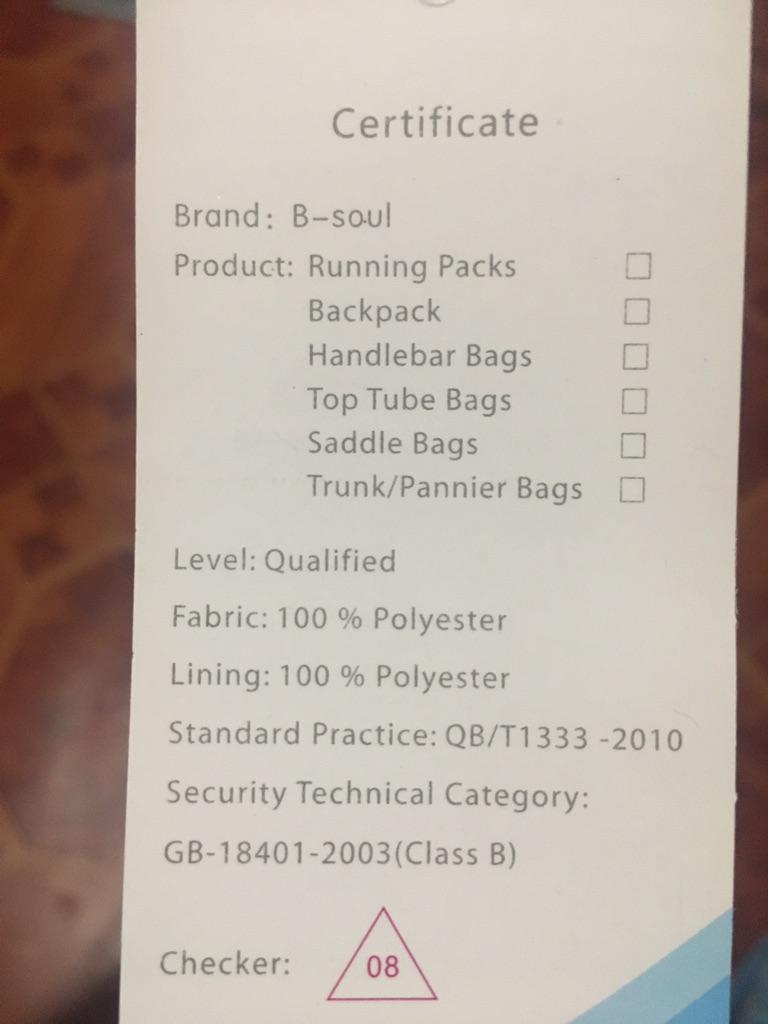 Certificate
Brand: B-soul
Product: Running Packs □
Backpack □
Handlebar Bags □
Top Tube Bags □
Saddle Bags □
Trunk/Pannier Bags □
Level: Qualified
Fabric: 100 % Polyester
Lining: 100 % Polyester
Standard Practice: QB/T1333 -2010
Security Technical Category:
GB-18401-2003(Class B)
Checker: 08